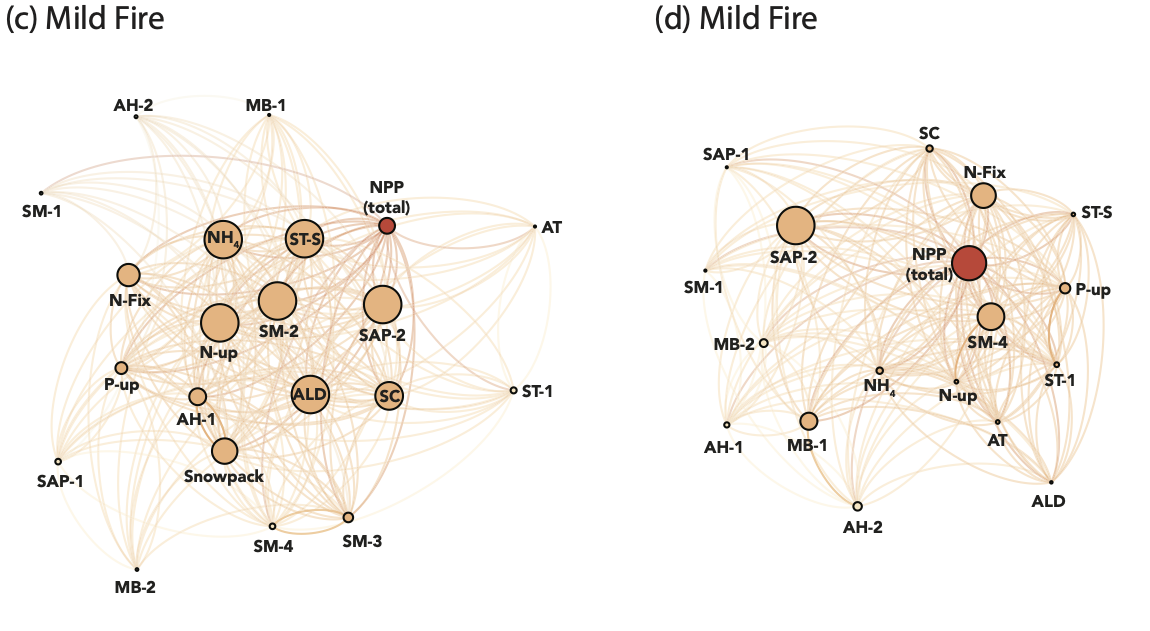 (c) Mild Fire
AH-2
MB-1
SM-1
NPP
(total)
AT
NH4
ST-S
N-Fix
SM-2
SAP-2
N-up
P-up
AH-1
ALD
SC
ST-1
Snowpack
SAP-1
SM-4
SM-3
MB-2
(d) Mild Fire
SC
SAP-1
N-Fix
ST-S
SAP-2
NPP
(total)
SM-1
P-up
MB-2
SM-4
NH4
N-up
ST-1
AH-1
MB-1
AT
ALD
AH-2